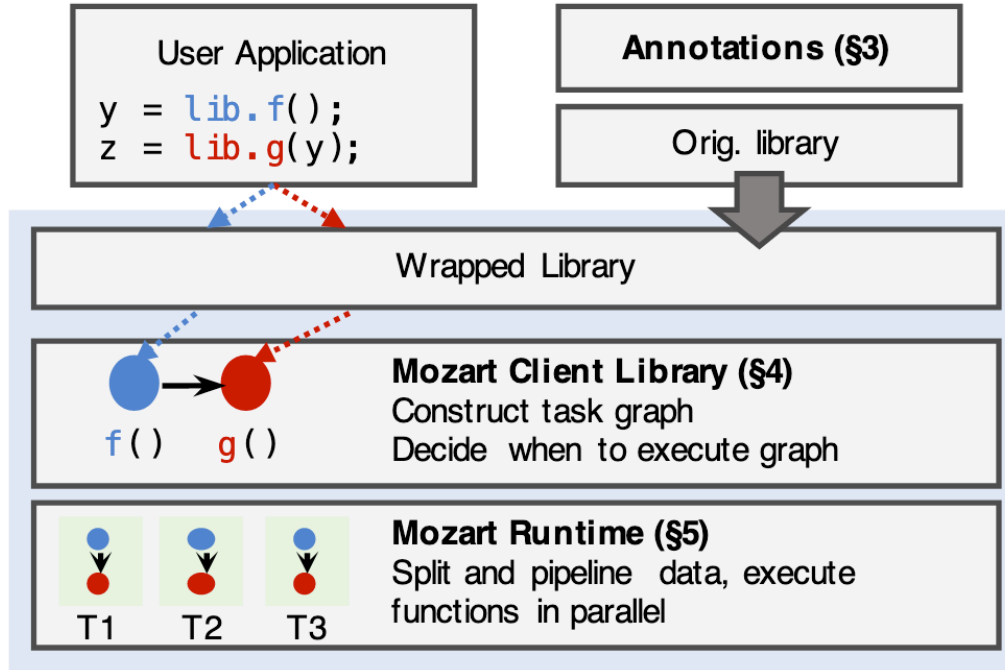 User Application
y = lib.f();
z = lib.g(y);
Annotations (§3)
Orig. library
Wrapped Library
f() g()
Mozart Client Library (§4)
Construct task graph
Decide when to execute graph
T1 T2 T3
Mozart Runtime (§5)
Split and pipeline data, execute
functions in parallel